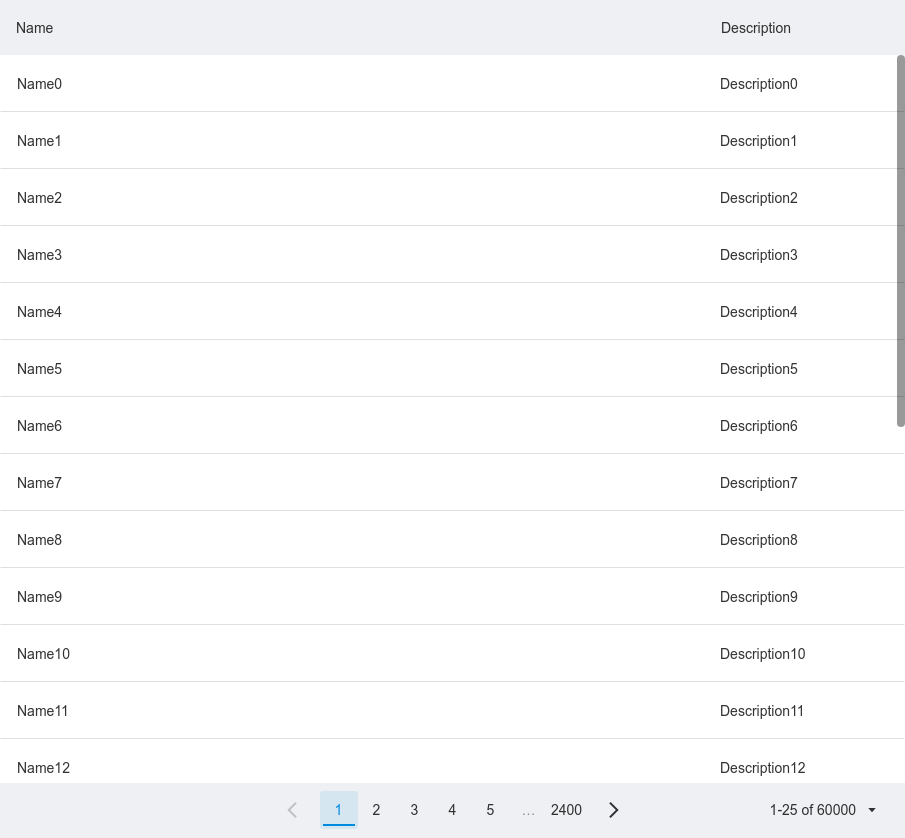 Name Description
Name0 Description0
Name1 Description1
Name2 Description2
Name3 Description3
Name4 Description4
Name5 Description5
Name6 Description6
Name7 Description7
Name8 Description8
Name9 Description9
Name10 Description10
Name11 Description11
Name12 Description12
1 2 3 4 5 ... 2400 1-25 of 60000